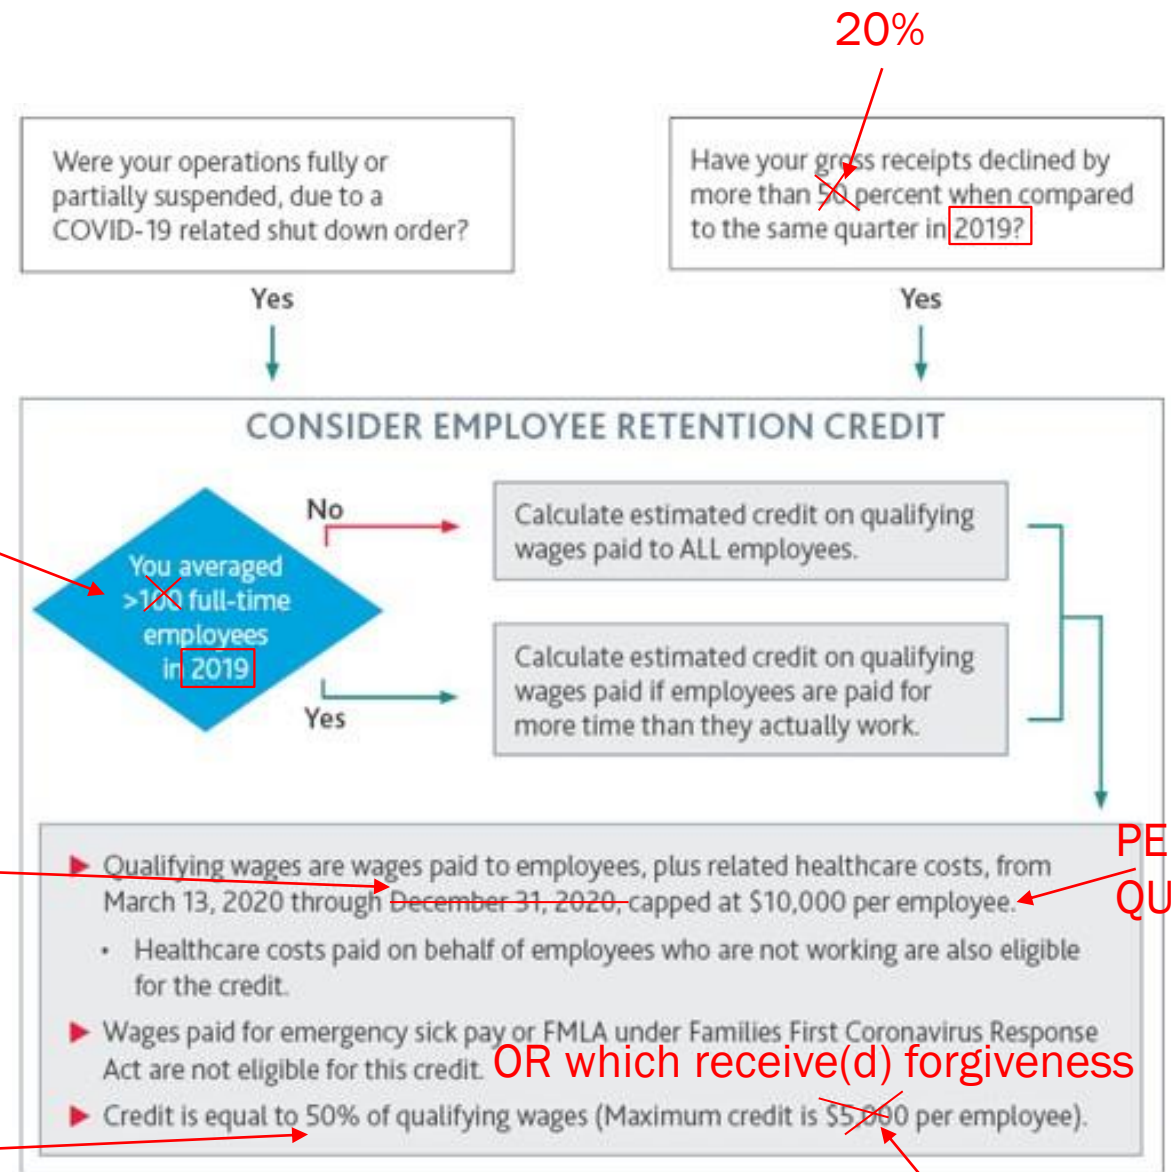 20%
Were your operations fully or
partially suspended, due to a
COVID-19 related shut down order?
Have your gross receipts declined by
more than 50 percent when compared
to the same quarter in 2019?
Yes
Yes
CONSIDER EMPLOYEE RETENTION CREDIT
You averaged
>100 full-time
employees
in 2019
No
Yes
Calculate estimated credit on qualifying
wages paid to ALL employees.
Calculate estimated credit on qualifying
wages paid if employees are paid for
more time than they actually work.
PE
QU
▶ Qualifying wages are wages paid to employees, plus related healthcare costs, from
March 13, 2020 through December 31, 2020, capped at $10,000 per employee.
• Healthcare costs paid on behalf of employees who are not working are also eligible
for the credit.
▶ Wages paid for emergency sick pay or FMLA under Families First Coronavirus Response
Act are not eligible for this credit. OR which receive(d) forgiveness
▶ Credit is equal to 50% of qualifying wages (Maximum credit is $5,000 per employee).